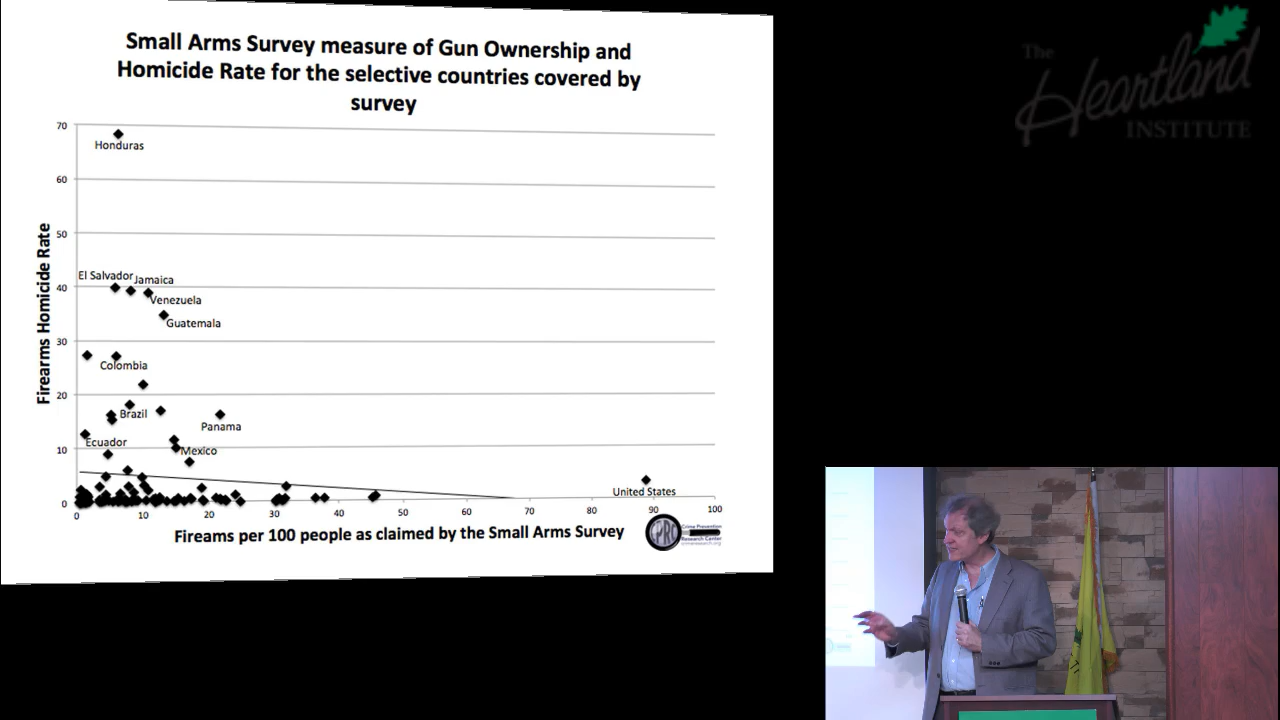 Small Arms Survey measure of Gun Ownership and
Homicide Rate for the selective countries covered by
survey
The
Heartland
INSTITUTE
70
Honduras
60
50
Firearms Homicide Rate
El Salvador
Jamaica
40
Venezuela
Guatemala
30
Colombia
20
Brazil
Panama
Ecuador
10
Mexico
United States
0
0
10
20
30
40
50
60
70
80
90
100
Fireams per 100 people as claimed by the Small Arms Survey
CPRC
Crime Prevention
Research Center
crimeresearch.org